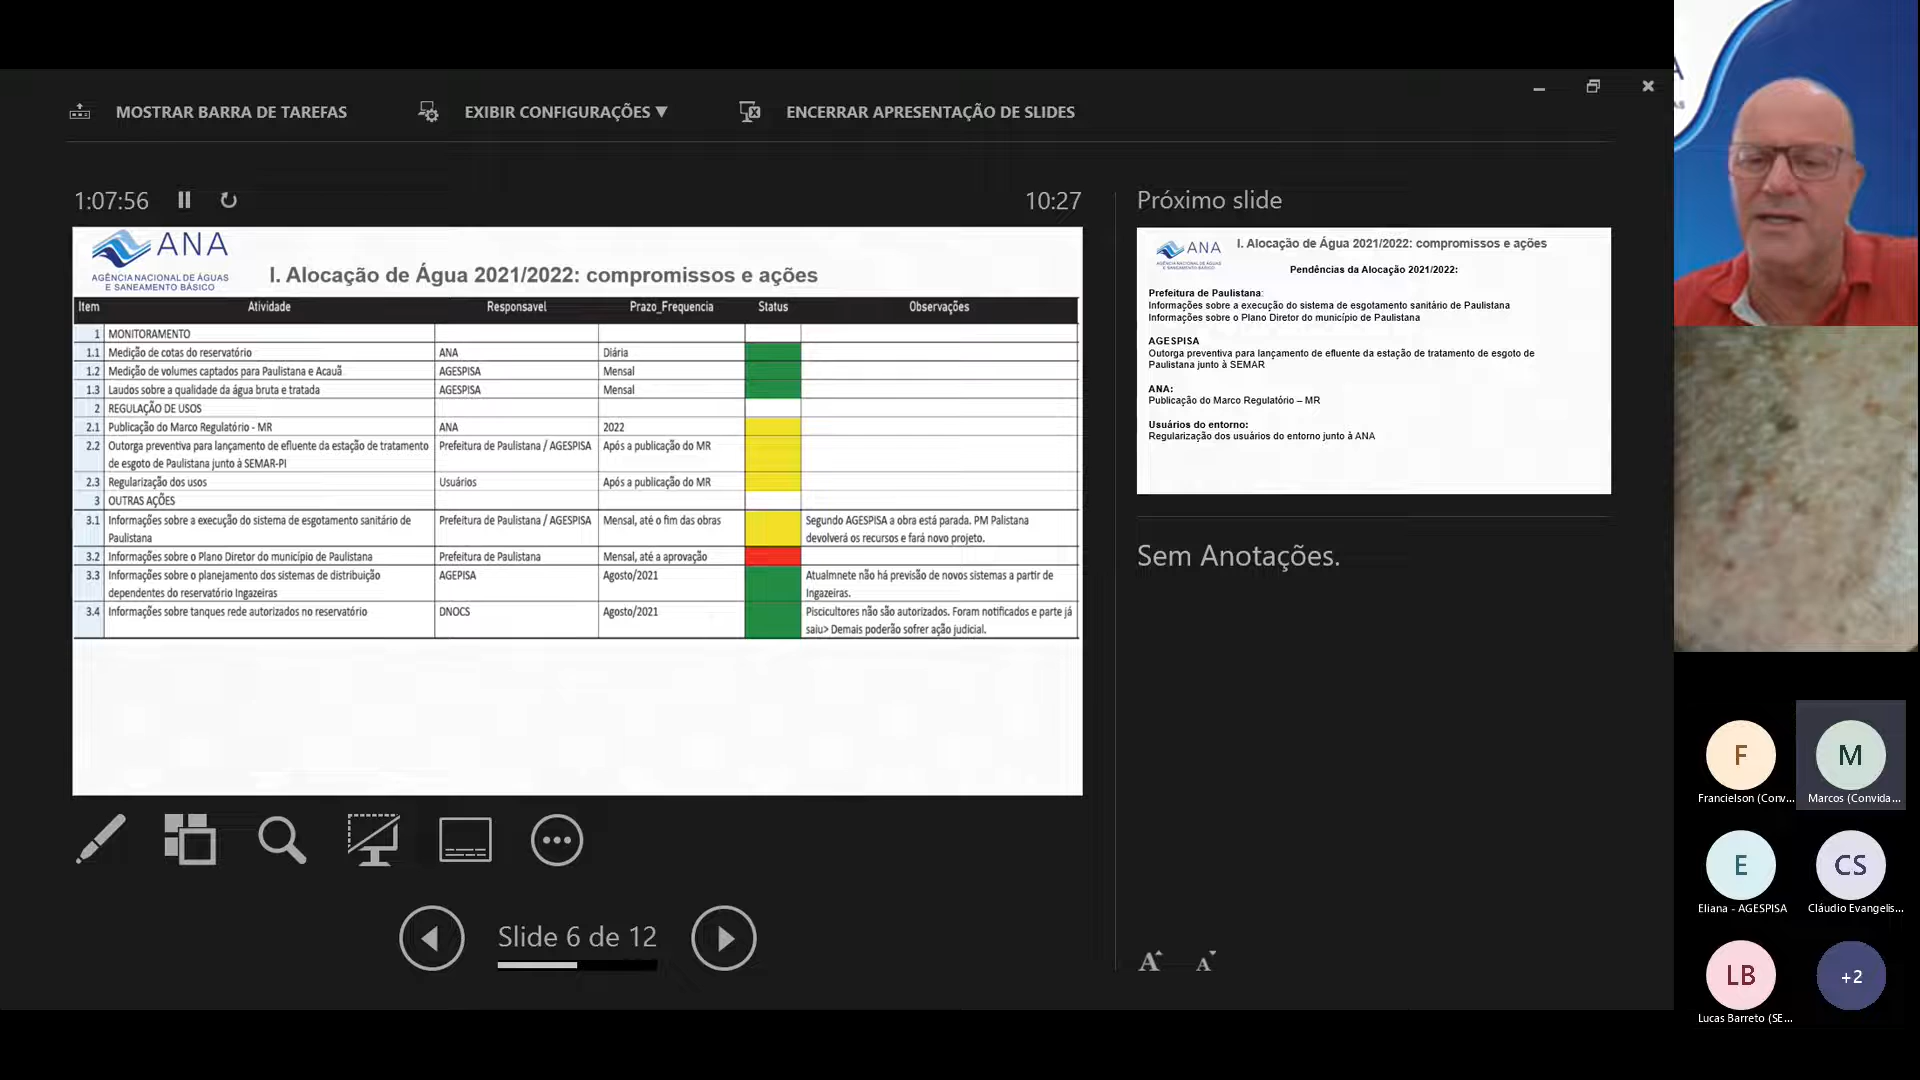 MOSTRAR BARRA DE TAREFAS
EXIBIR CONFIGURAÇÕES ▼
ENCERRAR APRESENTAÇÃO DE SLIDES
1:07:56
10:27
ANA
AGÊNCIA NACIONAL DE ÁGUAS
E SANEAMENTO BÁSICO
I. Alocação de Água 2021/2022: compromissos e ações
Item Atividade Responsavel Prazo_Frequencia Status Observações
1 MONITORAMENTO
1.1 Medição de cotas do reservatório ANA Diária
1.2 Medição de volumes captados para Paulistana e Acauã AGESPISA Mensal
1.3 Laudos sobre a qualidade da água bruta e tratada AGESPISA Mensal
2 REGULAÇÃO DE USOS
2.1 Publicação do Marco Regulatório - MR ANA 2022
2.2 Outorga preventiva para lançamento de efluente da estação de tratamento Prefeitura de Paulistana / AGESPISA Após a publicação do MR
de esgoto de Paulistana junto à SEMAR-PI
2.3 Regularização dos usos Usuários Após a publicação do MR
3 OUTRAS AÇÕES
3.1 Informações sobre a execução do sistema de esgotamento sanitário de Prefeitura de Paulistana / AGESPISA Mensal, até o fim das obras Segundo AGESPISA a obra está parada. PM Palistana
Paulistana devolverá os recursos e fará novo projeto.
3.2 Informações sobre o Plano Diretor do município de Paulistana Prefeitura de Paulistana Mensal, até a aprovação
3.3 Informações sobre o planejamento dos sistemas de distribuição AGEPISA Agosto/2021 Atualmnete não há previsão de novos sistemas a partir de
dependentes do reservatório Ingazeiras Ingazeiras.
3.4 Informações sobre tanques rede autorizados no reservatório DNOCS Agosto/2021 Piscicultores não são autorizados. Foram notificados e parte já
saiu> Demais poderão sofrer ação judicial.
Slide 6 de 12
Próximo slide
ANA
AGÊNCIA NACIONAL DE ÁGUAS
E SANEAMENTO BÁSICO
I. Alocação de Água 2021/2022: compromissos e ações
Pendências da Alocação 2021/2022:
Prefeitura de Paulistana:
Informações sobre a execução do sistema de esgotamento sanitário de Paulistana
Informações sobre o Plano Diretor do município de Paulistana
AGESPISA
Outorga preventiva para lançamento de efluente da estação de tratamento de esgoto de
Paulistana junto à SEMAR
ANA:
Publicação do Marco Regulatório – MR
Usuários do entorno:
Regularização dos usuários do entorno junto à ANA
Sem Anotações.
A A
F
Francielson (Conv...
M
Marcos (Convida...
E
Eliana - AGESPISA
CS
Cláudio Evangelis...
LB
Lucas Barreto (SE...
+2